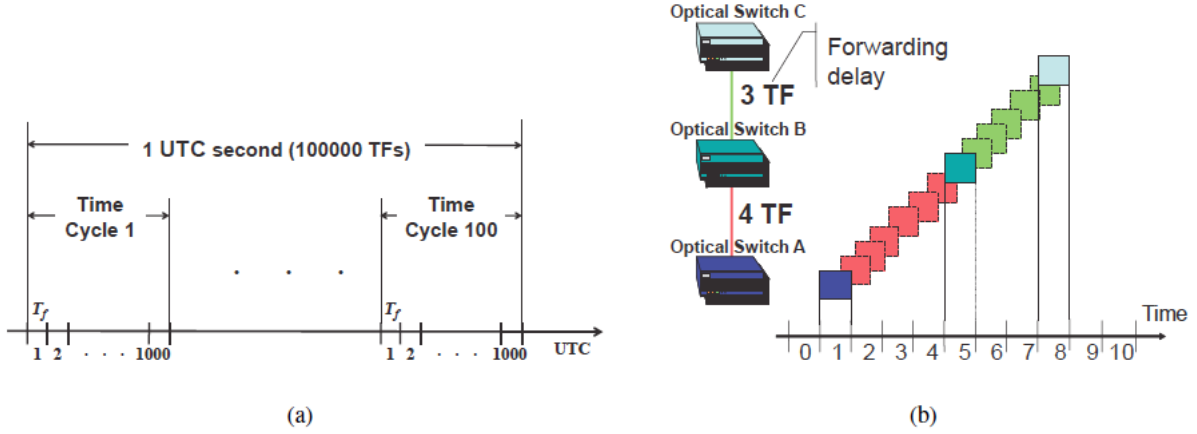 1 UTC second (100000 TFs)
Time
Cycle 1
Time
Cycle 100
. . .
Tf
Tf
1 2 . . . 1000
1 2 . . . 1000
UTC
(a)
Optical Switch C
Forwarding
delay
3 TF
Optical Switch B
4 TF
Optical Switch A
Time
0 1 2 3 4 5 6 7 8 9 10
(b)